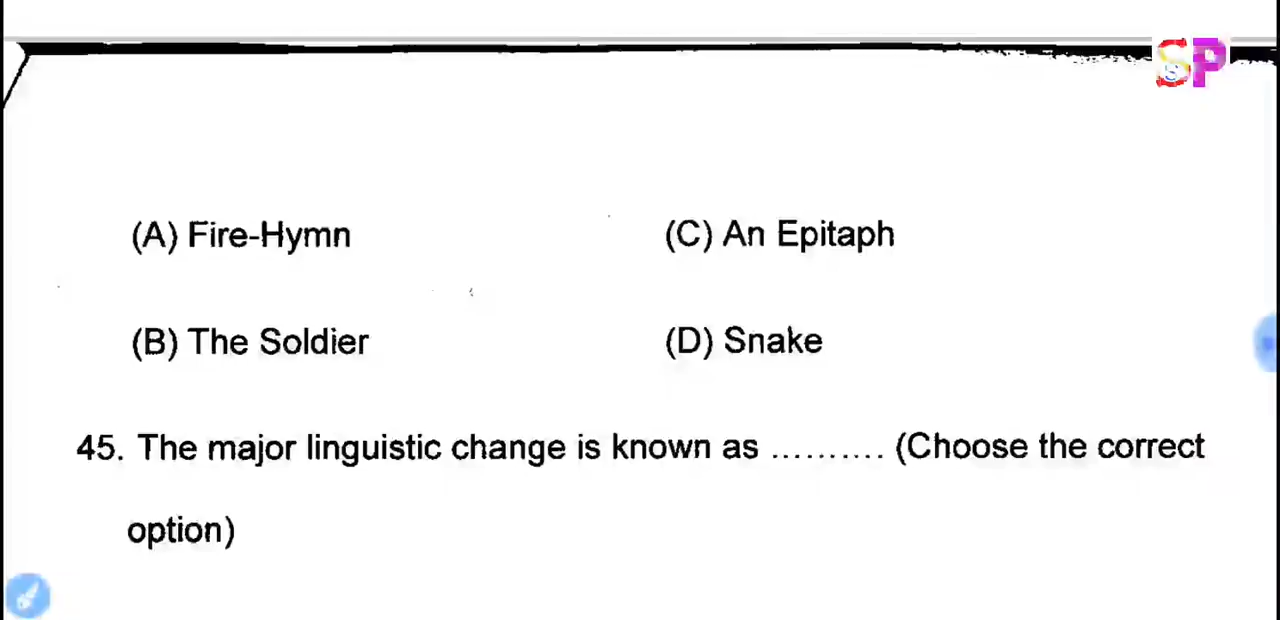 SP
(A) Fire-Hymn
(C) An Epitaph
(B) The Soldier
(D) Snake
45. The major linguistic change is known as .......... (Choose the correct
option)